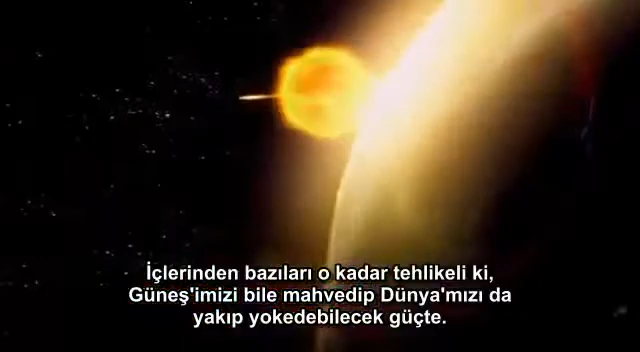 İçlerinden bazıları o kadar tehlikeli ki,
Güneş'imizi bile mahvedip Dünya'mızı da
yakıp yokedebilecek güçte.